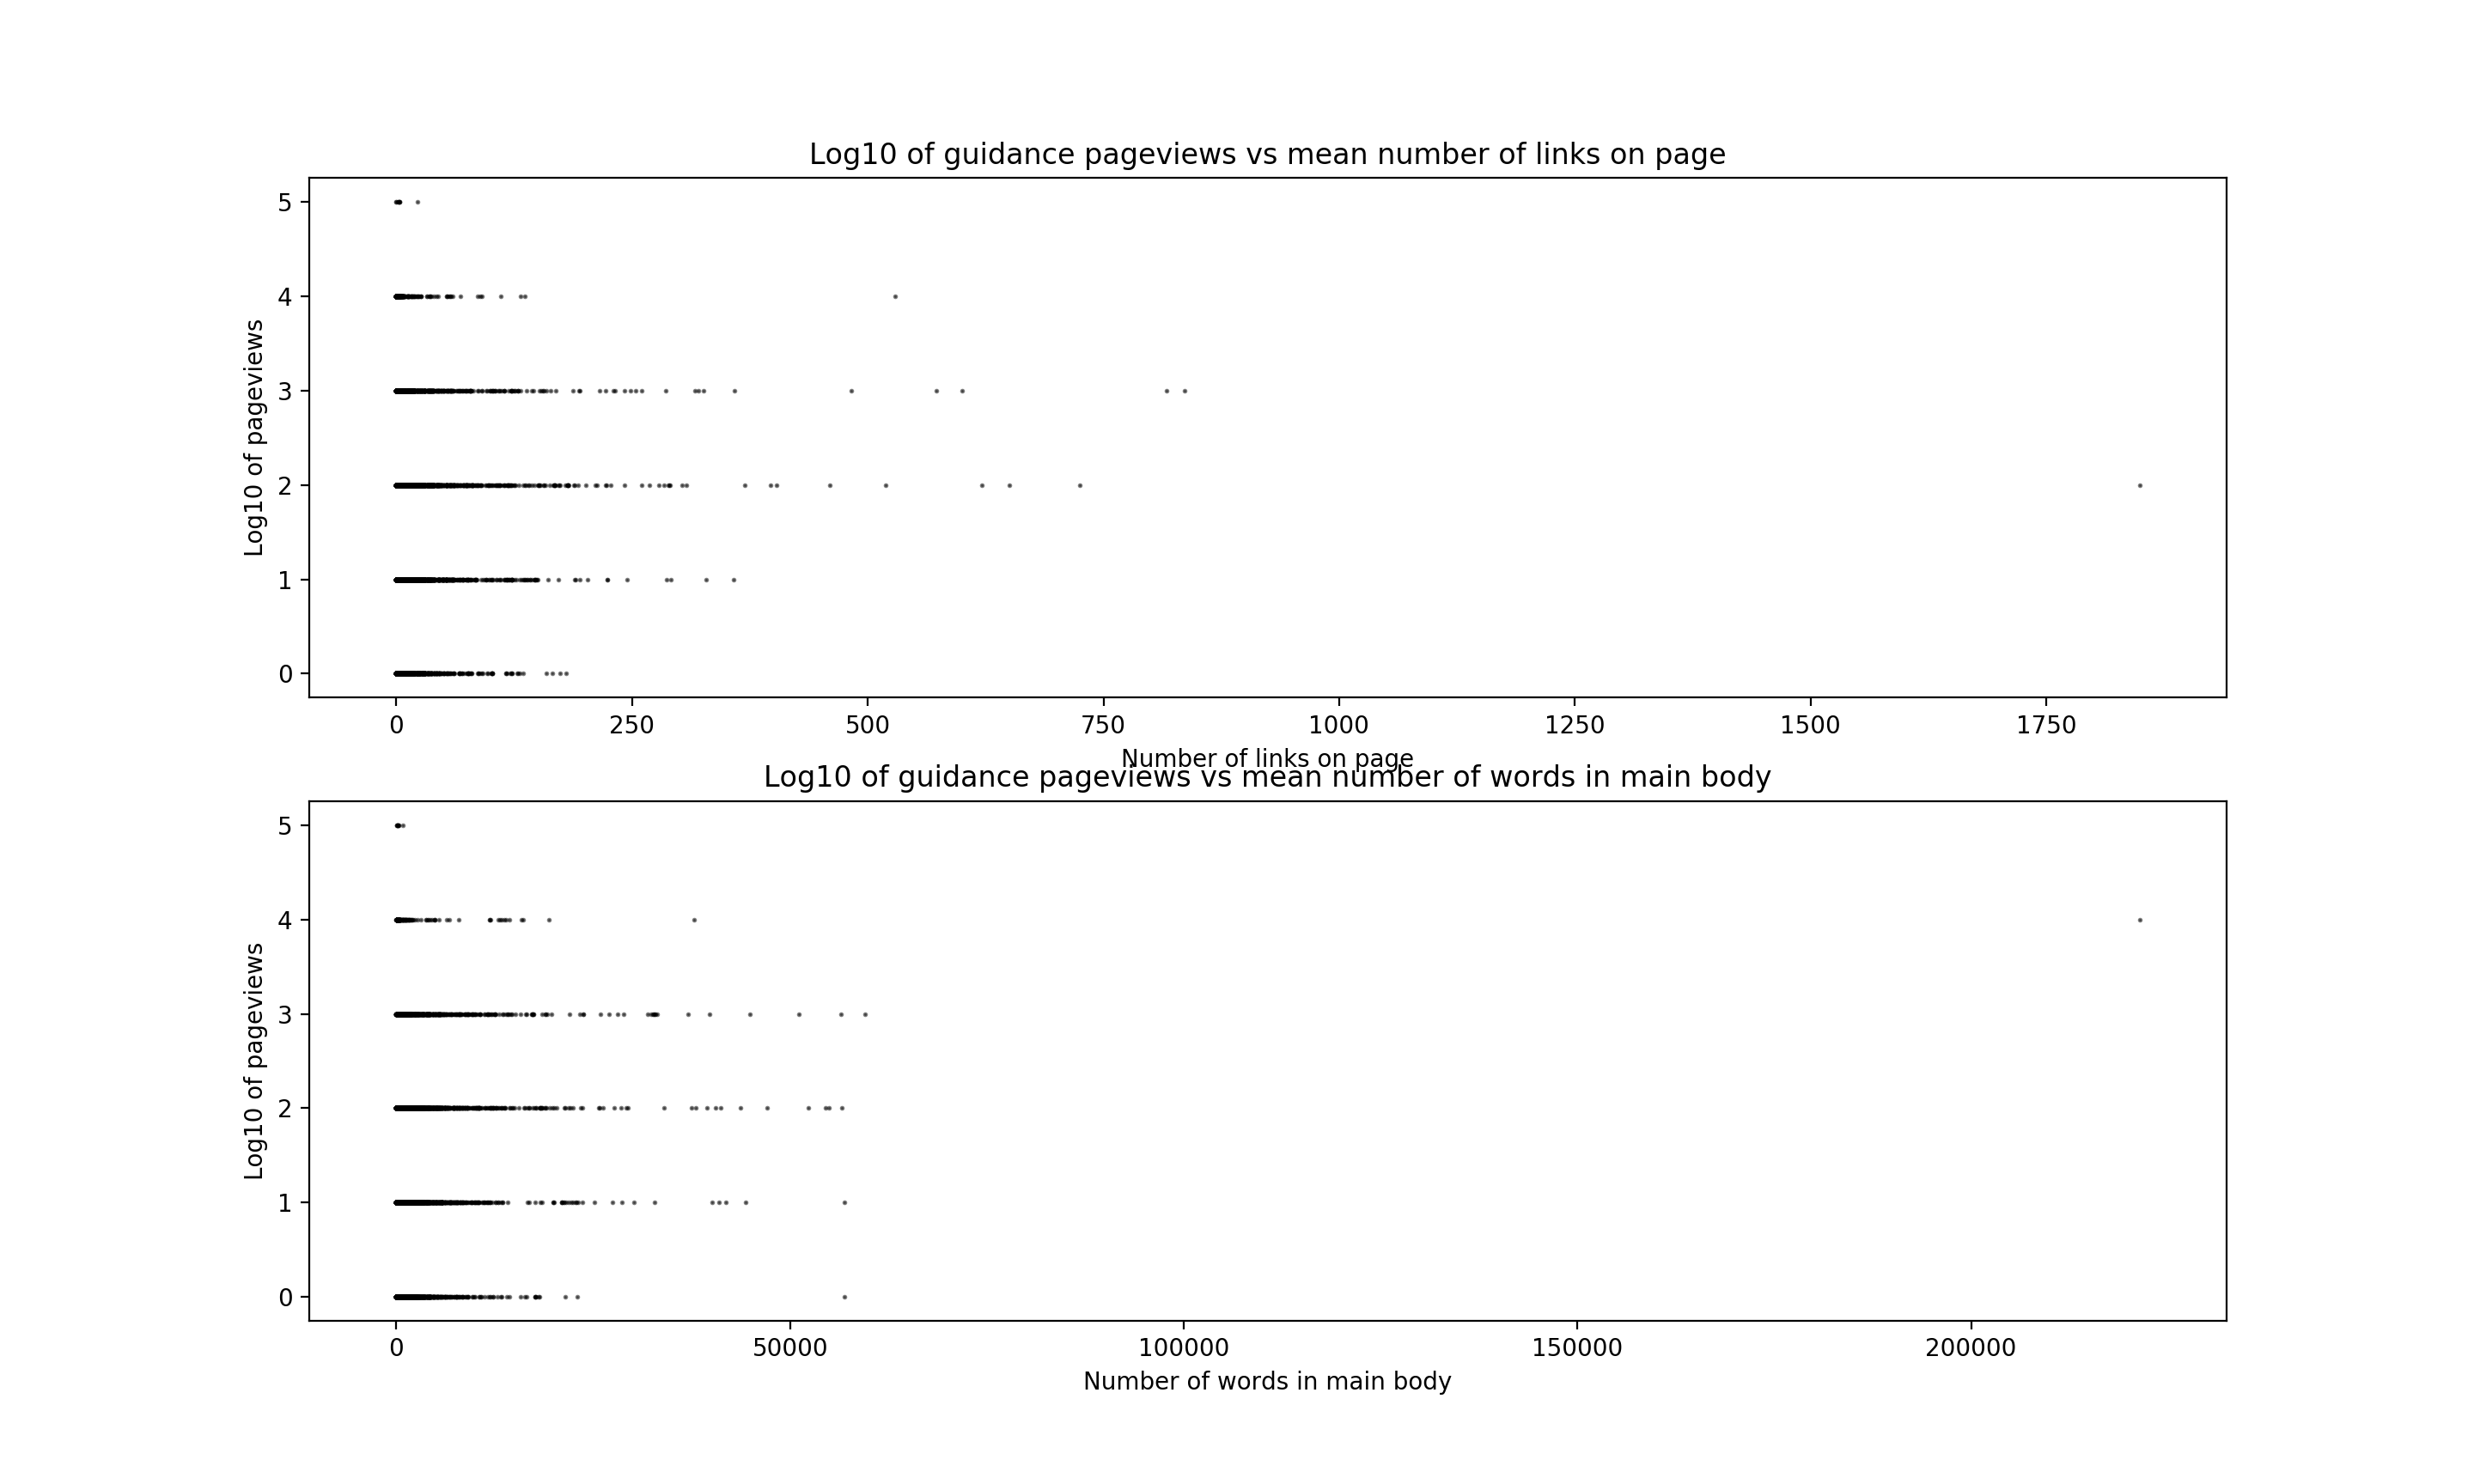 Log10 of guidance pageviews vs mean number of links on page
Log10 of pageviews
5
4
3
2
1
0
0 250 500 750 1000 1250 1500 1750
Number of links on page
Log10 of guidance pageviews vs mean number of words in main body
Log10 of pageviews
5
4
3
2
1
0
0 50000 100000 150000 200000
Number of words in main body